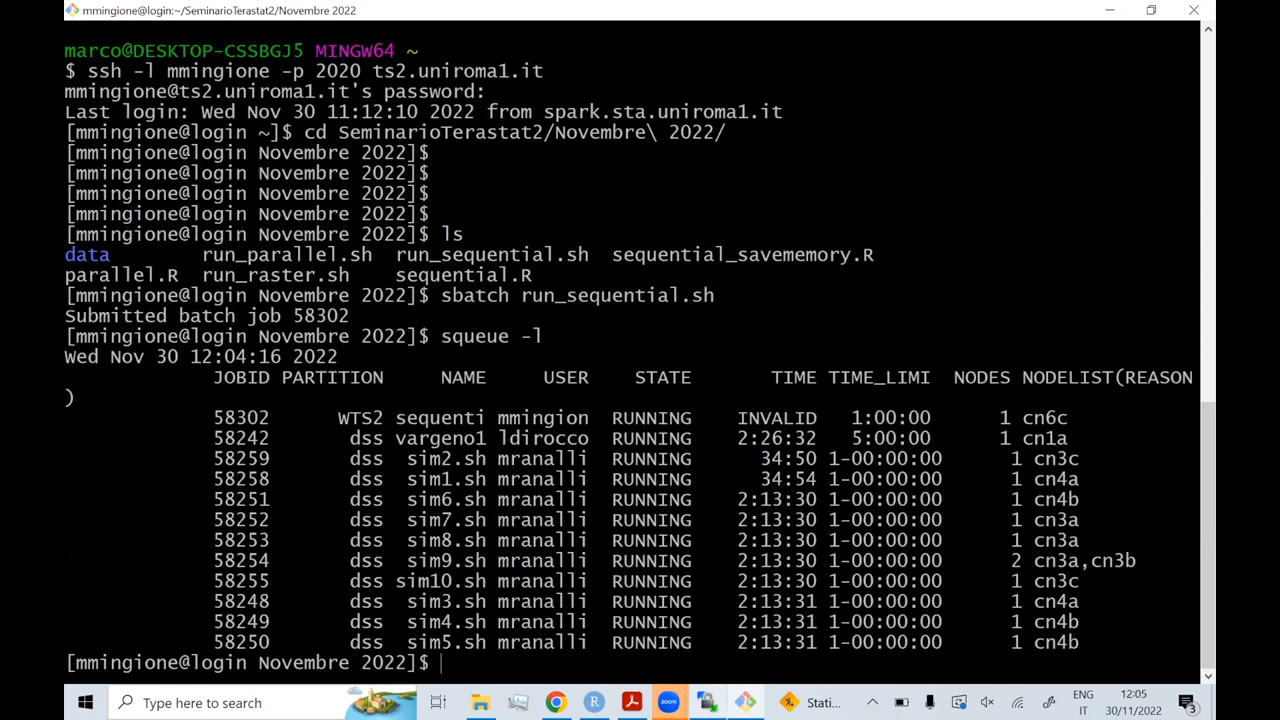 mmingione@login:~/SeminarioTerastat2/Novembre 2022
marco@DESKTOP-CSSBGJ5 MINGW64 ~
$ ssh -l mmingione -p 2020 ts2.uniroma1.it
mmingione@ts2.uniroma1.it's password:
Last login: Wed Nov 30 11:12:10 2022 from spark.sta.uniroma1.it
[mmingione@login ~]$ cd SeminarioTerastat2/Novembre\ 2022/
[mmingione@login Novembre 2022]$
[mmingione@login Novembre 2022]$
[mmingione@login Novembre 2022]$
[mmingione@login Novembre 2022]$
[mmingione@login Novembre 2022]$ ls
data run_parallel.sh run_sequential.sh sequential_savememory.R
parallel.R run_raster.sh sequential.R
[mmingione@login Novembre 2022]$ sbatch run_sequential.sh
Submitted batch job 58302
[mmingione@login Novembre 2022]$ squeue -l
Wed Nov 30 12:04:16 2022
JOBID PARTITION NAME USER STATE TIME TIME_LIMI NODES NODELIST(REASON
)
58302 WTS2 sequenti mmingion RUNNING INVALID 1:00:00 1 cn6c
58242 dss vargeno1 ldirocco RUNNING 2:26:32 5:00:00 1 cn1a
58259 dss sim2.sh mranalli RUNNING 34:50 1-00:00:00 1 cn3c
58258 dss sim1.sh mranalli RUNNING 34:54 1-00:00:00 1 cn4a
58251 dss sim6.sh mranalli RUNNING 2:13:30 1-00:00:00 1 cn4b
58252 dss sim7.sh mranalli RUNNING 2:13:30 1-00:00:00 1 cn3a
58253 dss sim8.sh mranalli RUNNING 2:13:30 1-00:00:00 1 cn3a
58254 dss sim9.sh mranalli RUNNING 2:13:30 1-00:00:00 2 cn3a,cn3b
58255 dss sim10.sh mranalli RUNNING 2:13:30 1-00:00:00 1 cn3c
58248 dss sim3.sh mranalli RUNNING 2:13:31 1-00:00:00 1 cn4a
58249 dss sim4.sh mranalli RUNNING 2:13:31 1-00:00:00 1 cn4b
58250 dss sim5.sh mranalli RUNNING 2:13:31 1-00:00:00 1 cn4b
[mmingione@login Novembre 2022]$
Type here to search
zoom
Stati...
ENG
IT
12:05
30/11/2022
3